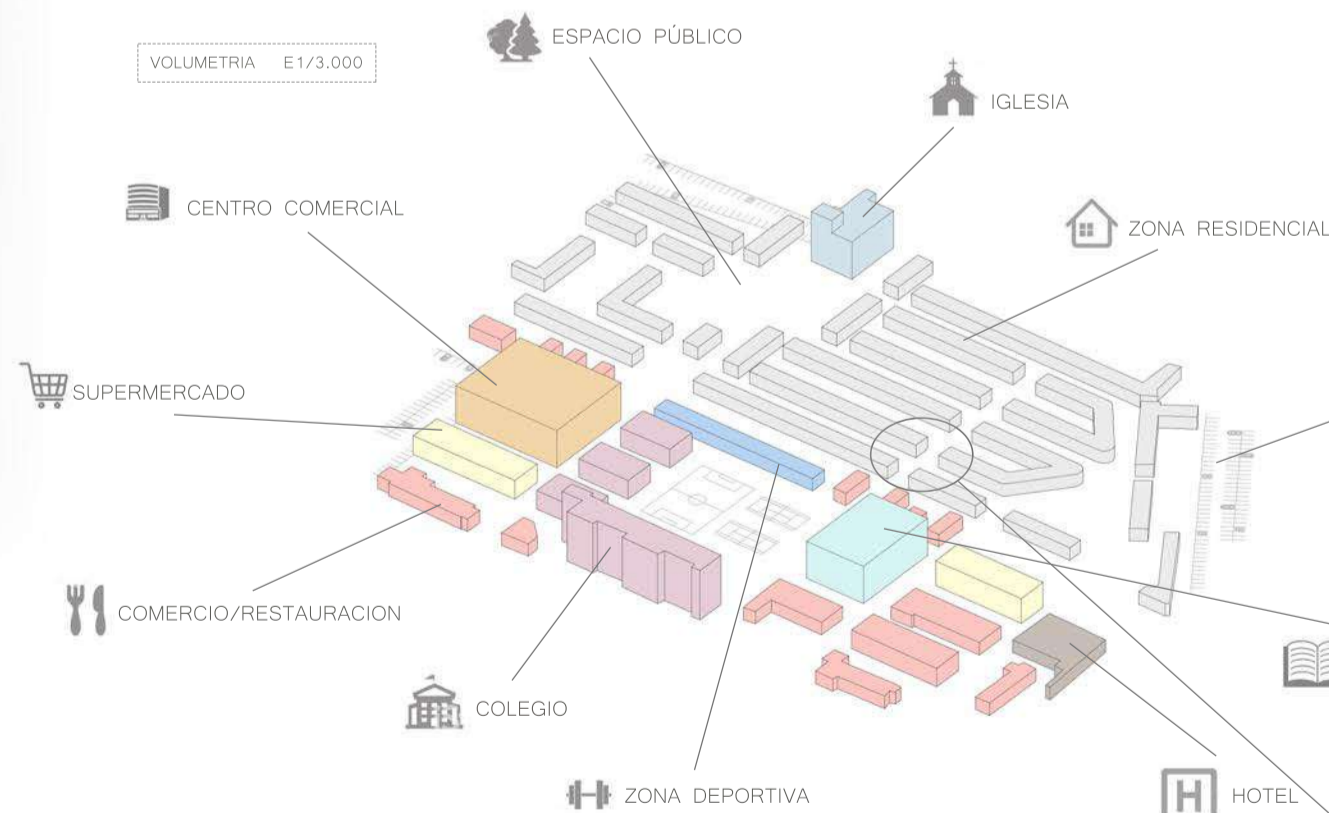 ESPACIO PÚBLICO
VOLUMETRIA E1/3.000
IGLESIA
CENTRO COMERCIAL
ZONA RESIDENCIAL
SUPERMERCADO
COMERCIO/RESTAURACION
COLEGIO
ZONA DEPORTIVA
H HOTEL